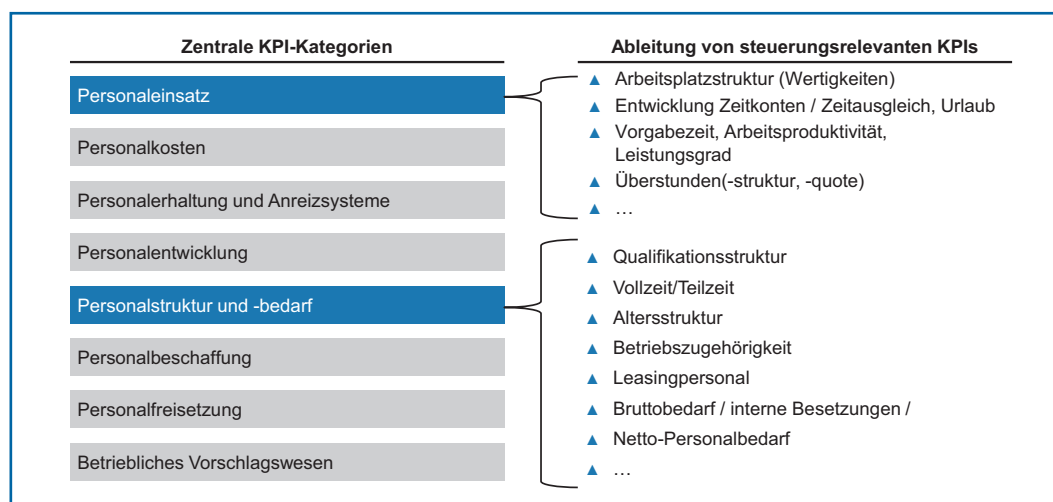 Zentrale KPI-Kategorien
Personaleinsatz
Personalkosten
Personalerhaltung und Anreizsysteme
Personalentwicklung
Personalstruktur und -bedarf
Personalbeschaffung
Personalfreisetzung
Betriebliches Vorschlagswesen
Ableitung von steuerungsrelevanten KPIs
▲ Arbeitsplatzstruktur (Wertigkeiten)
▲ Entwicklung Zeitkonten / Zeitausgleich, Urlaub
▲ Vorgabezeit, Arbeitsproduktivität,
Leistungsgrad
▲ Überstunden(-struktur, -quote)
▲ …
▲ Qualifikationsstruktur
▲ Vollzeit/Teilzeit
▲ Altersstruktur
▲ Betriebszugehörigkeit
▲ Leasingpersonal
▲ Bruttobedarf / interne Besetzungen /
▲ Netto-Personalbedarf
▲ …